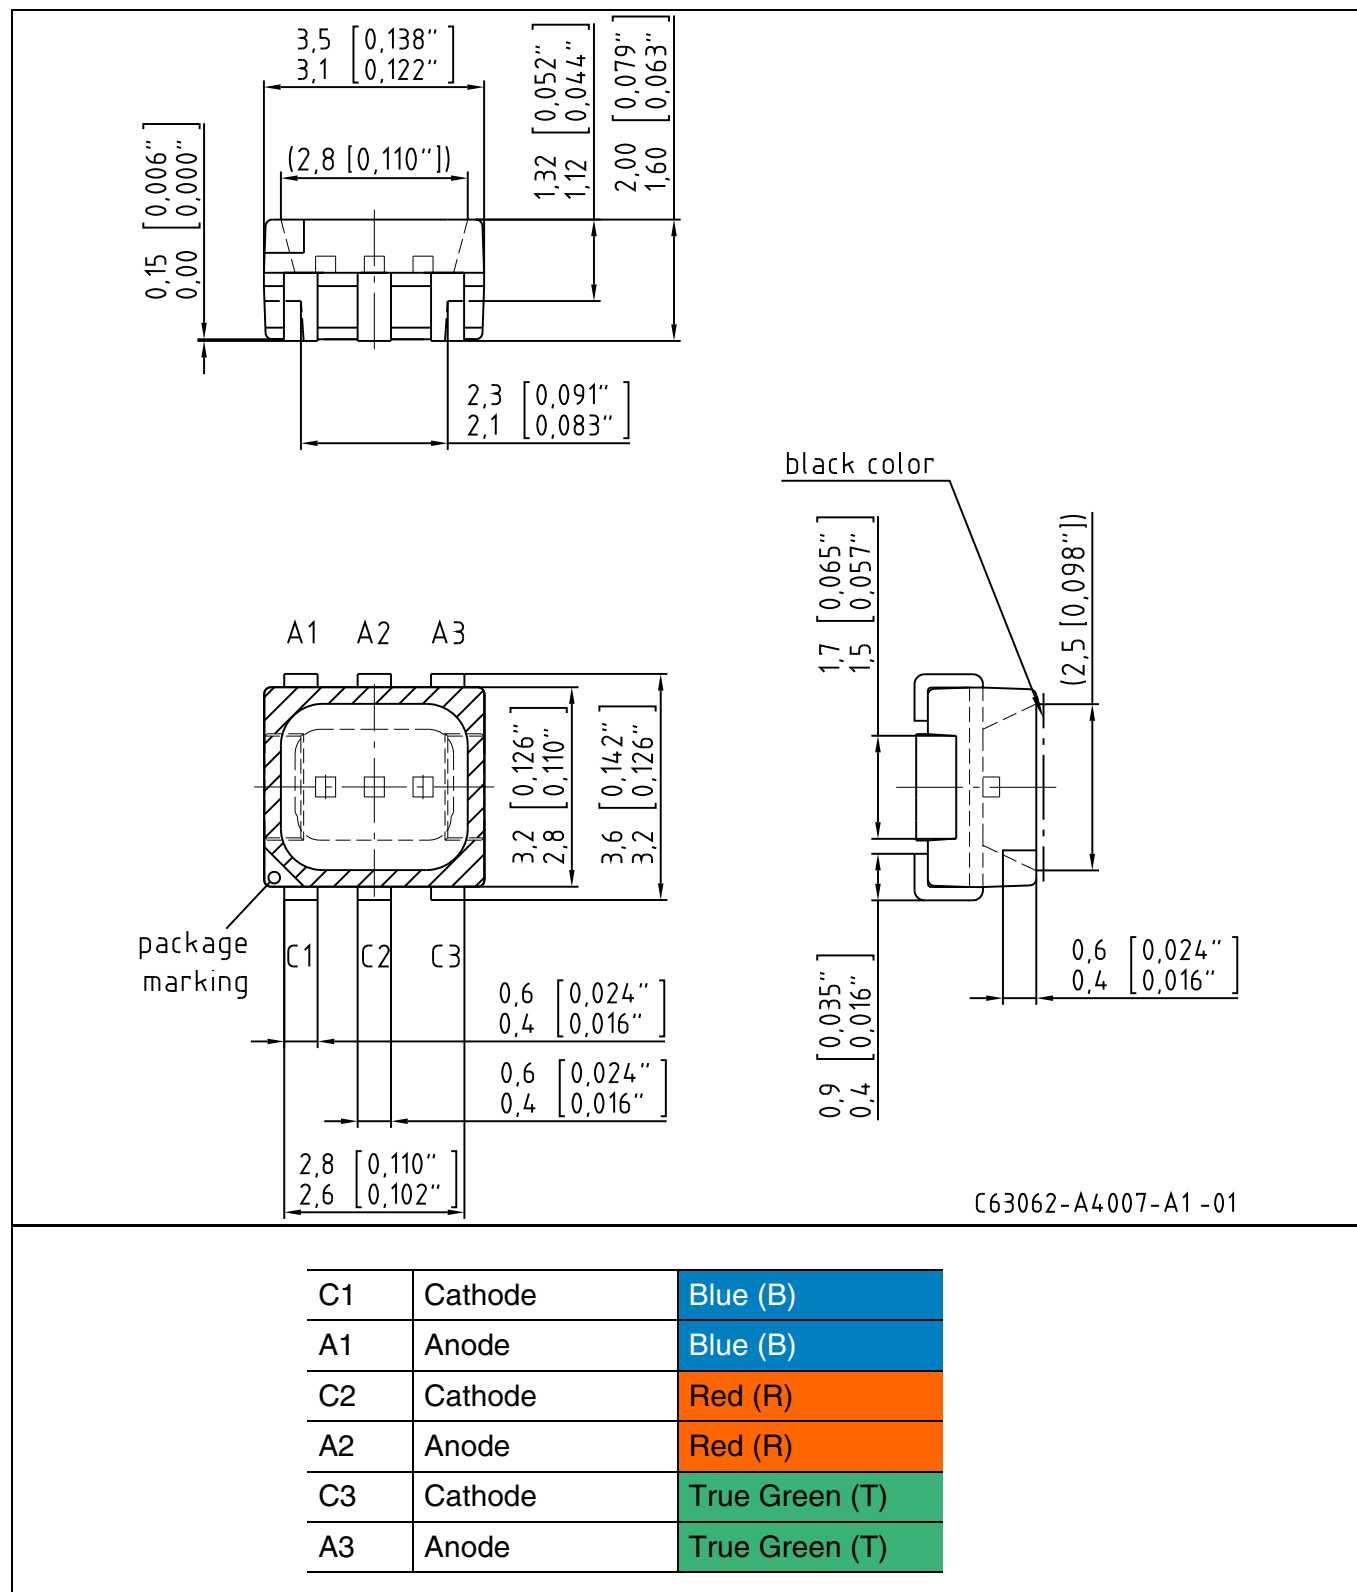 3,5 [0,138"
3,1 [0,122"]
(2,8 [0,110"])
0,15 [0,006"
0,00 [0,000"]
1,32 [0,052"
1,12 [0,044"]
2,00 [0,079"
1,60 [0,063"]
2,3 [0,091"
2,1 [0,083"]
black color
1,7 [0,065"
1,5 [0,057"]
(2,5 [0,098"])
A1 A2 A3
3,2 [0,126"
2,8 [0,110"]
3,6 [0,142"
3,2 [0,126"]
package
marking
C1 C2 C3
0,6 [0,024"
0,4 [0,016"]
0,6 [0,024"
0,4 [0,016"]
2,8 [0,110"
2,6 [0,102"]
0,9 [0,035"
0,4 [0,016"]
0,6 [0,024"
0,4 [0,016"]
C63062-A4007-A1-01
C1 Cathode Blue (B)
A1 Anode Blue (B)
C2 Cathode Red (R)
A2 Anode Red (R)
C3 Cathode True Green (T)
A3 Anode True Green (T)